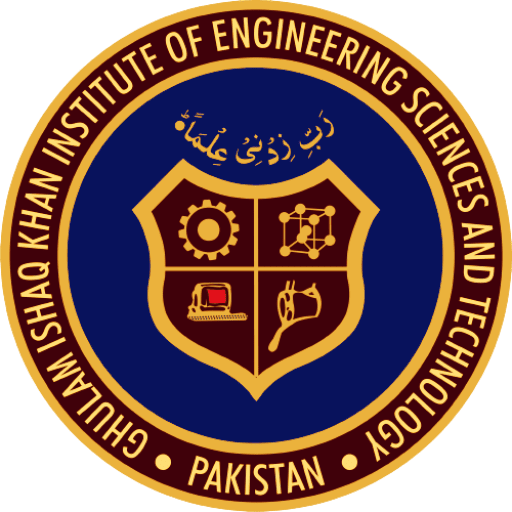 GHULAM ISHAQ KHAN INSTITUTE OF ENGINEERING SCIENCES AND TECHNOLOGY
رَبِّ زِدْنِیْ عِلْمَاً
• PAKISTAN •